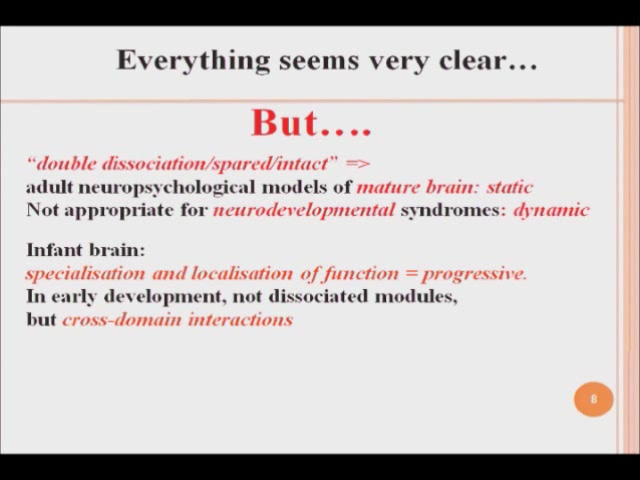 Everything seems very clear…
But….
“double dissociation/spared/intact” =>
adult neuropsychological models of mature brain: static
Not appropriate for neurodevelopmental syndromes: dynamic
Infant brain:
specialisation and localisation of function = progressive.
In early development, not dissociated modules,
but cross-domain interactions
8